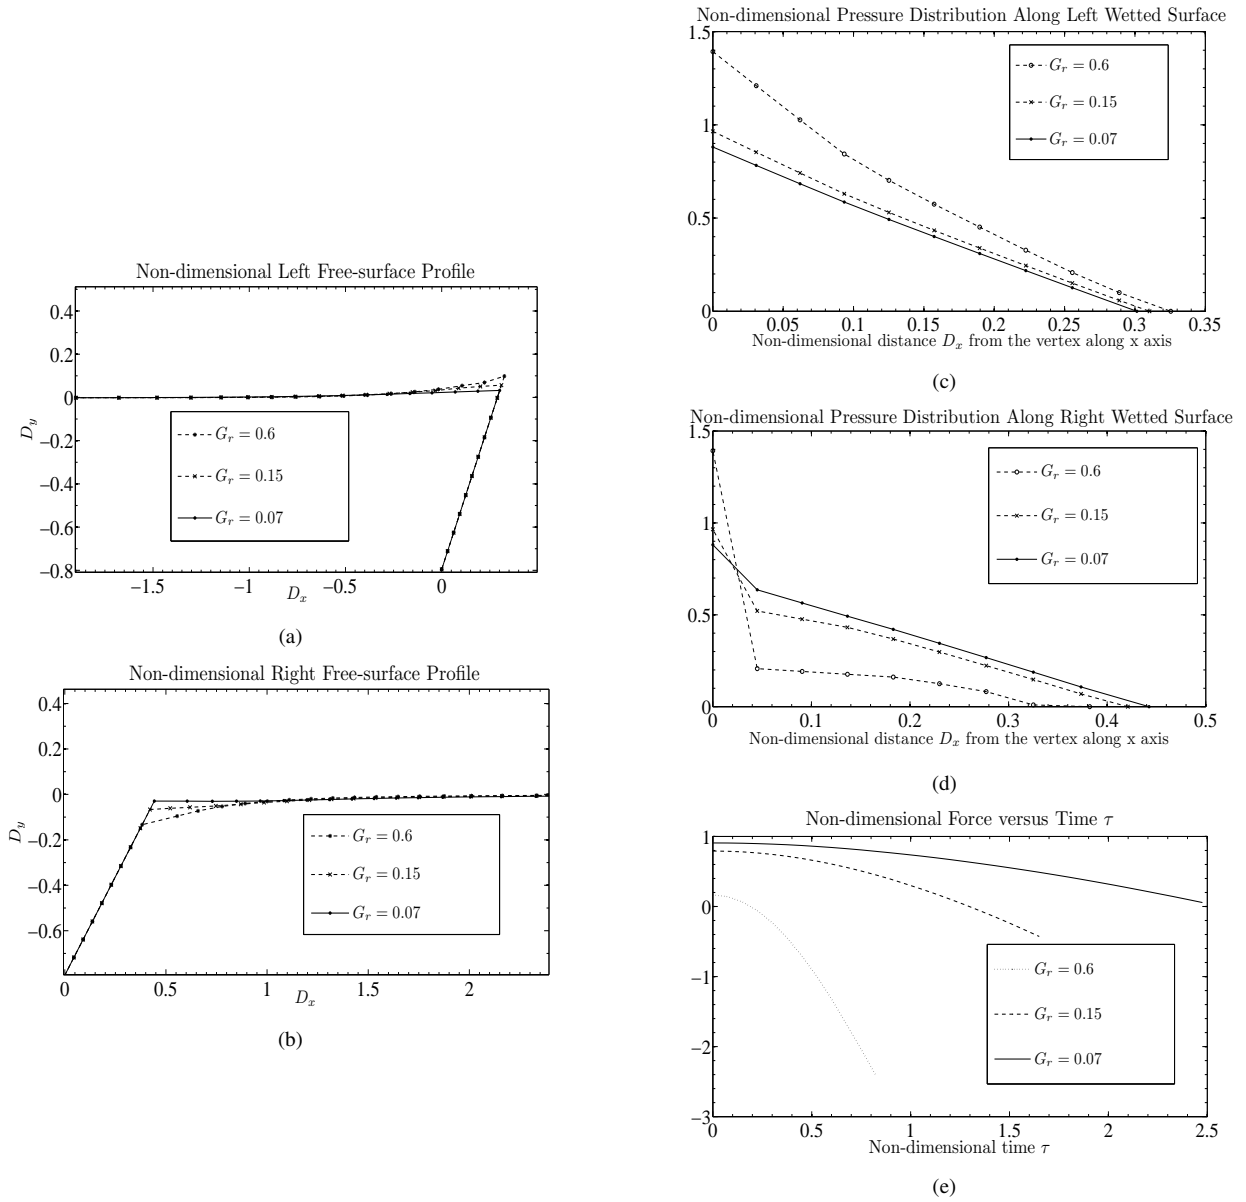 Non-dimensional Left Free-surface Profile
0.4
0.2
0
−0.2
−0.4
−0.6
−0.8
D_y
G_r = 0.6
G_r = 0.15
G_r = 0.07
−1.5
−1
−0.5
0
D_x
(a)
Non-dimensional Right Free-surface Profile
0.4
0.2
0
−0.2
−0.4
−0.6
D_y
G_r = 0.6
G_r = 0.15
G_r = 0.07
0
0.5
1
1.5
2
D_x
(b)
Non-dimensional Pressure Distribution Along Left Wetted Surface
1.5
1
0.5
0
G_r = 0.6
G_r = 0.15
G_r = 0.07
0
0.05
0.1
0.15
0.2
0.25
0.3
0.35
Non-dimensional distance D_x from the vertex along x axis
(c)
Non-dimensional Pressure Distribution Along Right Wetted Surface
1.5
1
0.5
0
G_r = 0.6
G_r = 0.15
G_r = 0.07
0
0.1
0.2
0.3
0.4
0.5
Non-dimensional distance D_x from the vertex along x axis
(d)
Non-dimensional Force versus Time τ
1
0
−1
−2
−3
G_r = 0.6
G_r = 0.15
G_r = 0.07
0
0.5
1
1.5
2
2.5
Non-dimensional time τ
(e)